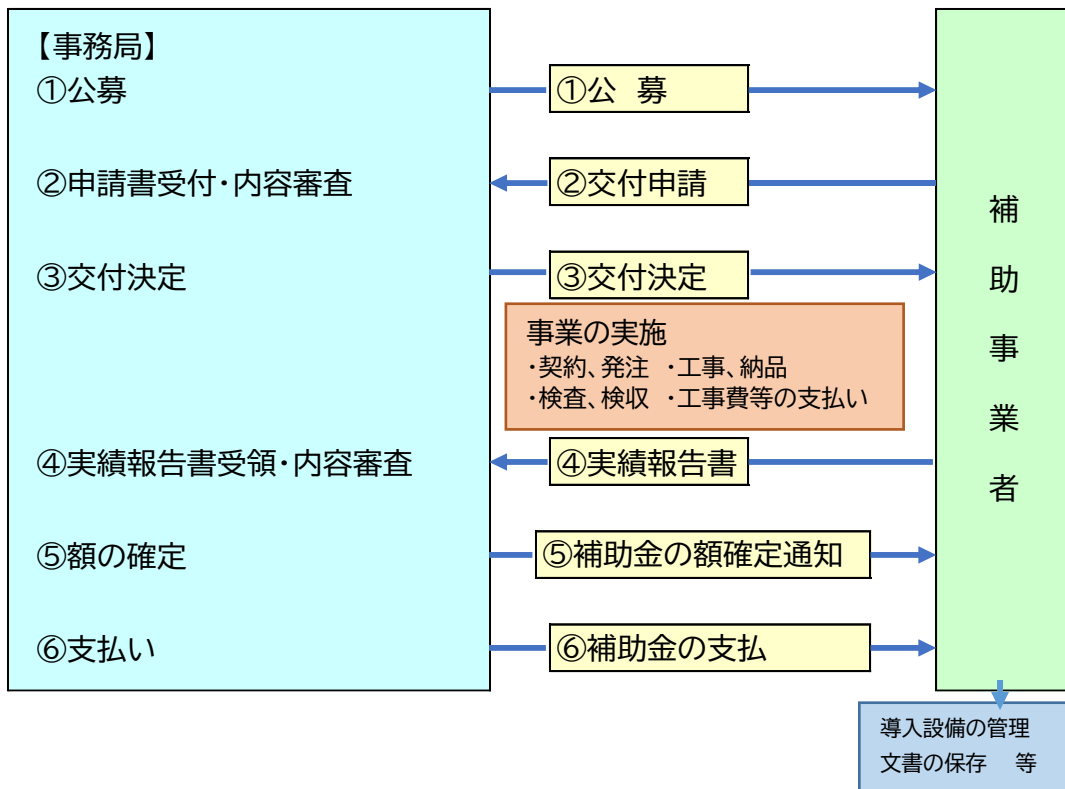 【事務局】
①公募
①公 募
②申請書受付・内容審査
②交付申請
③交付決定
③交付決定
事業の実施
・契約、発注 ・工事、納品
・検査、検収 ・工事費等の支払い
④実績報告書受領・内容審査
④実績報告書
⑤額の確定
⑤補助金の額確定通知
⑥支払い
⑥補助金の支払
補助事業者
導入設備の管理
文書の保存 等